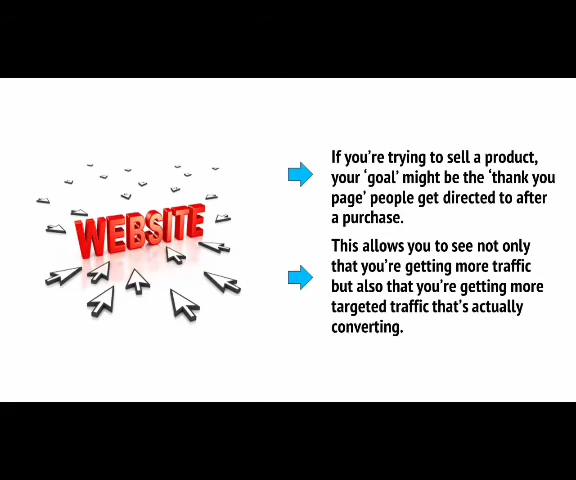 WEBSITE
If you're trying to sell a product,
your ‘goal’ might be the ‘thank you
page’ people get directed to after
a purchase.
This allows you to see not only
that you're getting more traffic
but also that you're getting more
targeted traffic that's actually
converting.